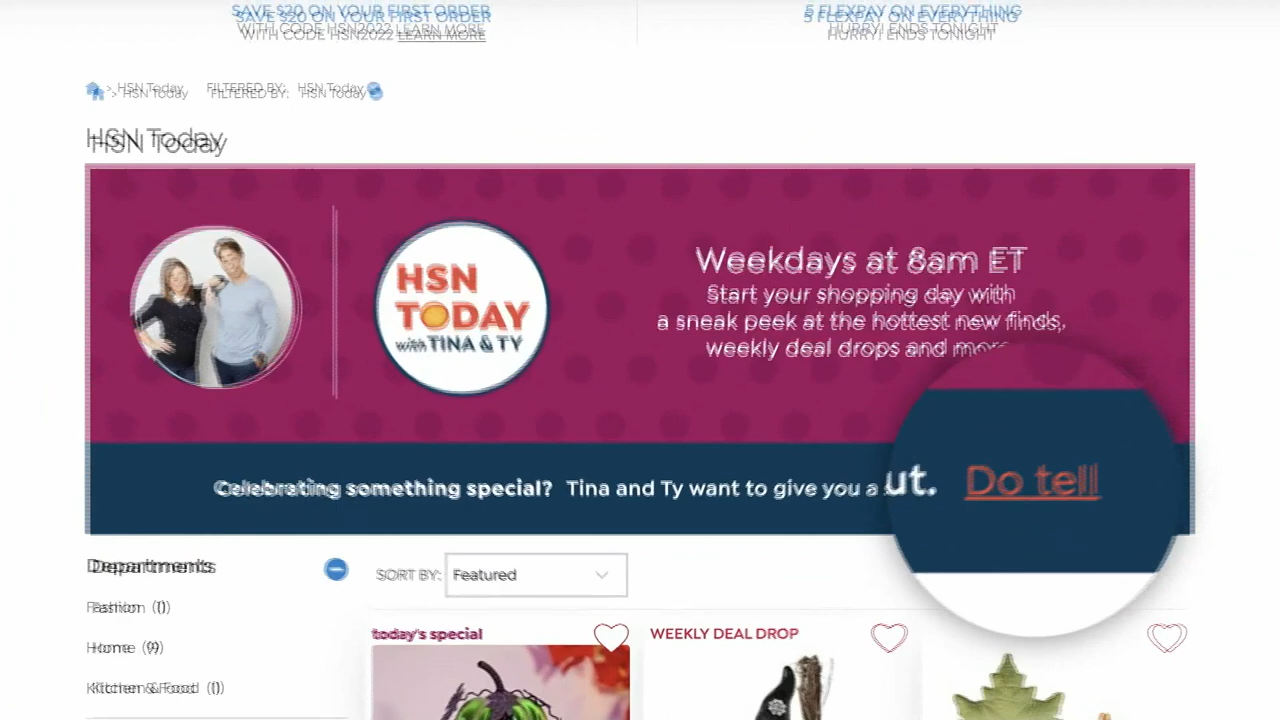 SAVE $20 ON YOUR FIRST ORDER
WITH CODE HSN2022 LEARN MORE
5 FLEXPAY ON EVERYTHING
HURRY! ENDS TONIGHT
> HSN Today FILTERED BY: HSN Today
HSN Today
HSN
TODAY
with TINA & TY
Weekdays at 8am ET
Start your shopping day with
a sneak peek at the hottest new finds,
weekly deal drops and more
Celebrating something special? Tina and Ty want to give you a ut. Do tell
Departments
SORT BY: Featured
Fashion (1)
Home (9)
Kitchen & Food (1)
today's special
WEEKLY DEAL DROP